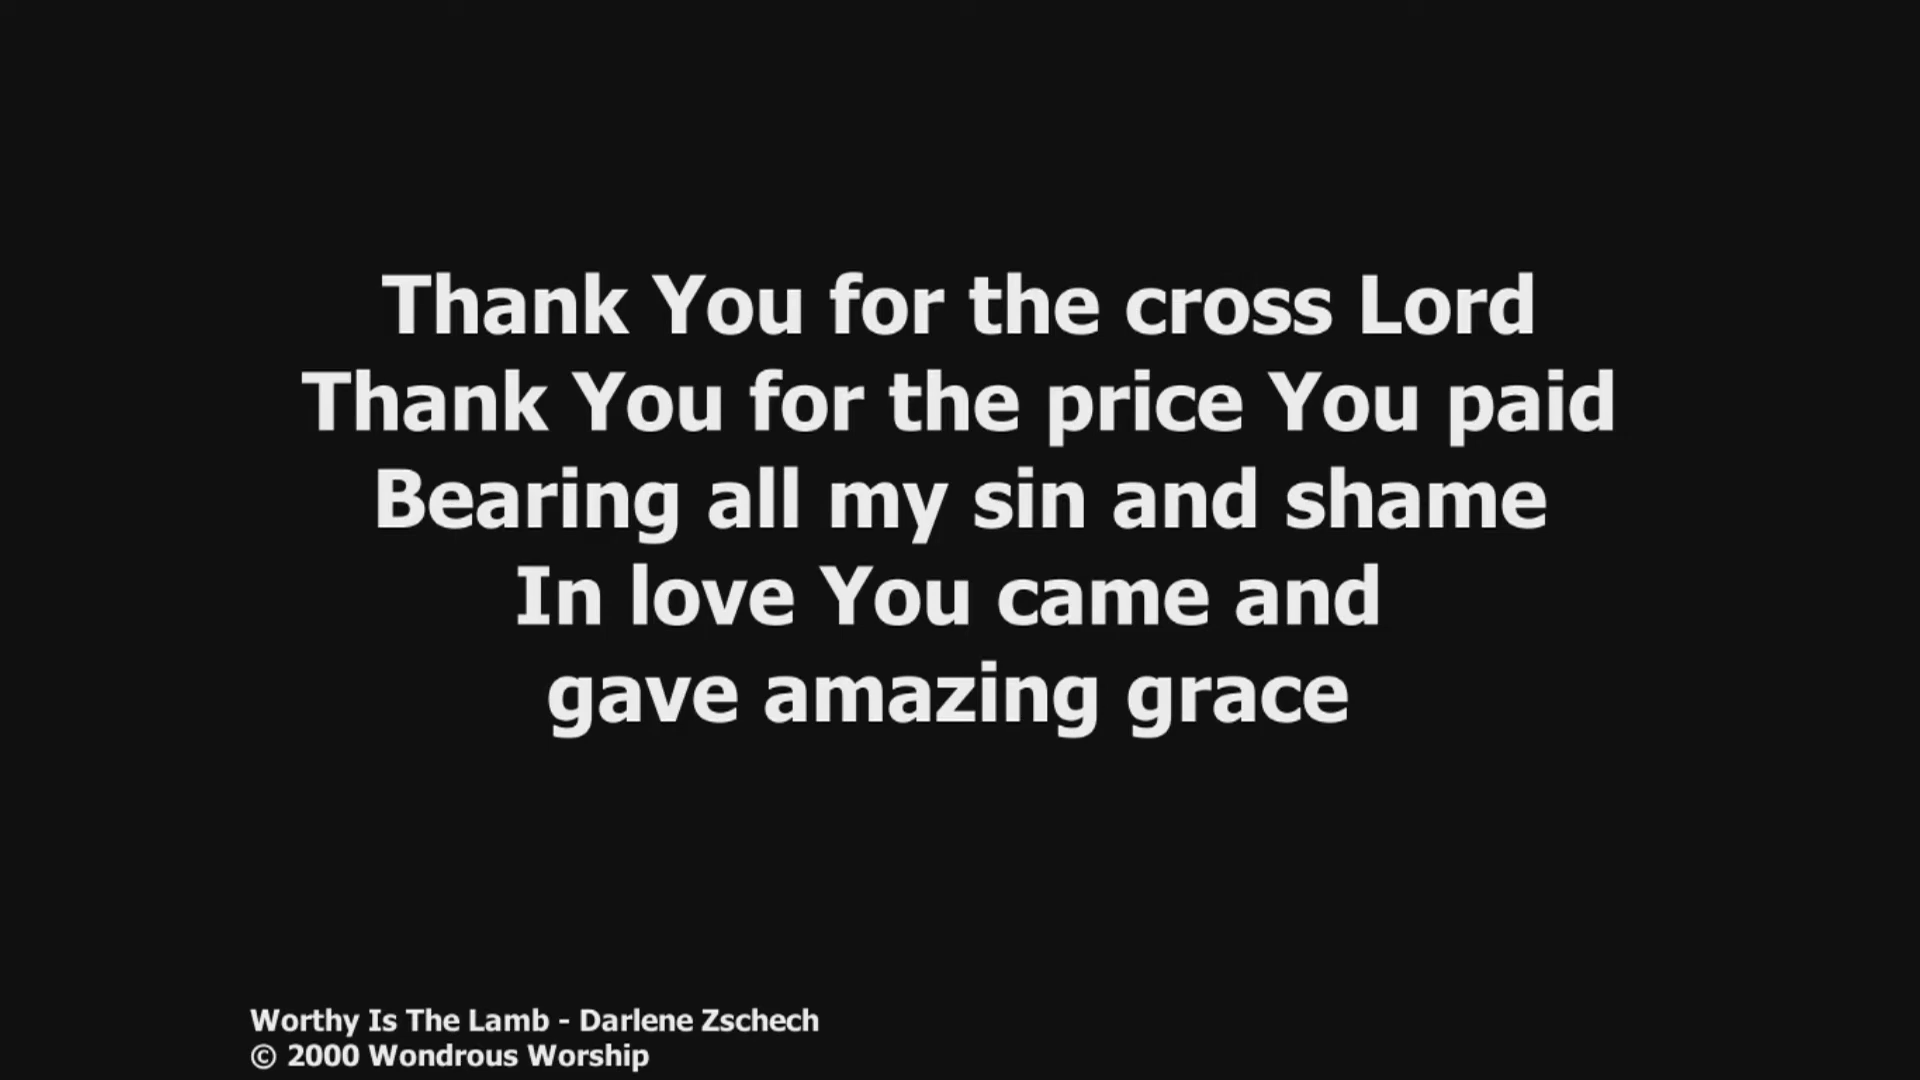 Thank You for the cross Lord
Thank You for the price You paid
Bearing all my sin and shame
In love You came and
gave amazing grace
Worthy Is The Lamb - Darlene Zschech
© 2000 Wondrous Worship